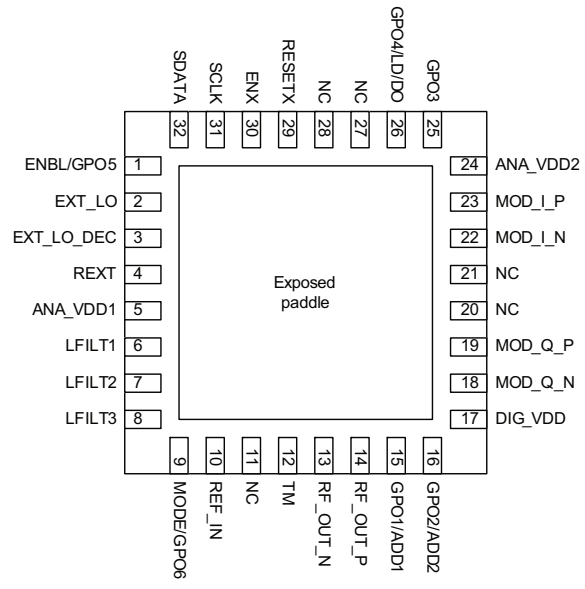 SDATA
SCLK
ENX
RESETX
NC
NC
GPO4/LD/DO
GPO3
32
31
30
29
28
27
26
25
ENBL/GPO5 1
EXT_LO 2
EXT_LO_DEC 3
REXT 4
ANA_VDD1 5
LFILT1 6
LFILT2 7
LFILT3 8
Exposed
paddle
24 ANA_VDD2
23 MOD_I_P
22 MOD_I_N
21 NC
20 NC
19 MOD_Q_P
18 MOD_Q_N
17 DIG_VDD
9
10
11
12
13
14
15
16
MODE/GPO6
REF_IN
NC
TM
RF_OUT_N
RF_OUT_P
GPO1/ADD1
GPO2/ADD2